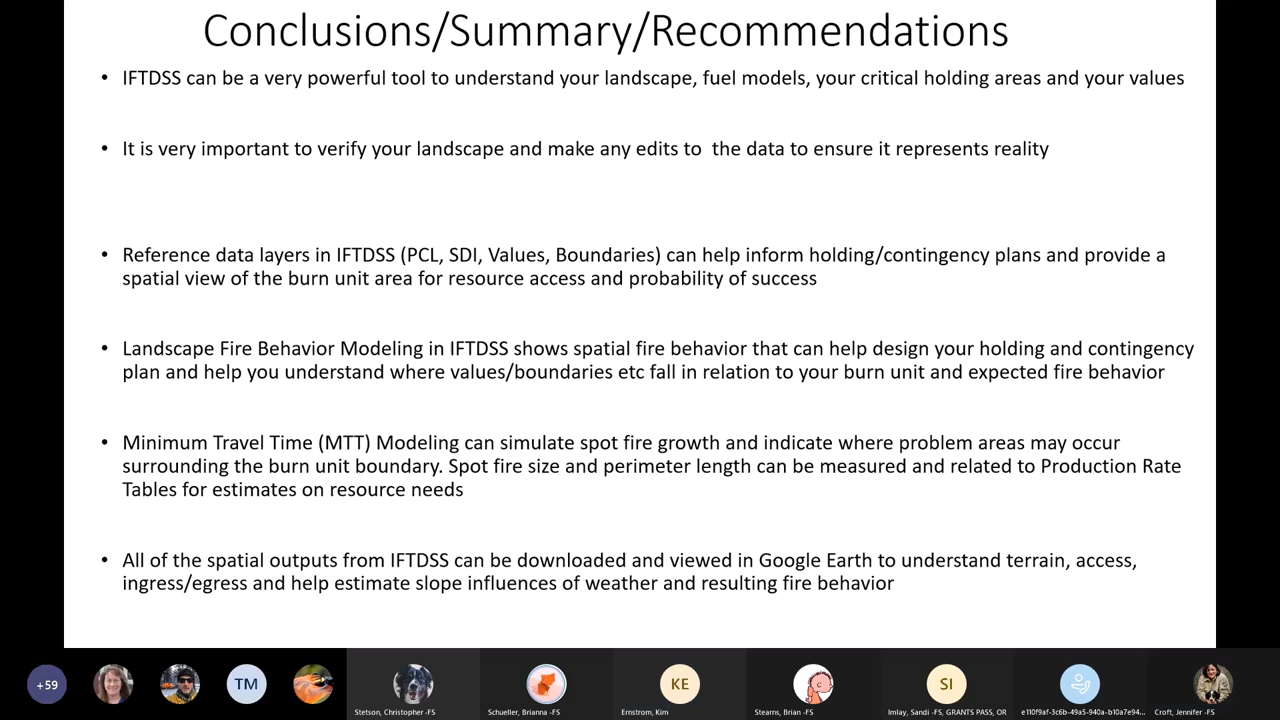 Conclusions/Summary/Recommendations
• IFTDSS can be a very powerful tool to understand your landscape, fuel models, your critical holding areas and your values
• It is very important to verify your landscape and make any edits to  the data to ensure it represents reality
• Reference data layers in IFTDSS (PCL, SDI, Values, Boundaries) can help inform holding/contingency plans and provide a
spatial view of the burn unit area for resource access and probability of success
• Landscape Fire Behavior Modeling in IFTDSS shows spatial fire behavior that can help design your holding and contingency
plan and help you understand where values/boundaries etc fall in relation to your burn unit and expected fire behavior
• Minimum Travel Time (MTT) Modeling can simulate spot fire growth and indicate where problem areas may occur
surrounding the burn unit boundary. Spot fire size and perimeter length can be measured and related to Production Rate
Tables for estimates on resource needs
• All of the spatial outputs from IFTDSS can be downloaded and viewed in Google Earth to understand terrain, access,
ingress/egress and help estimate slope influences of weather and resulting fire behavior
+59
TM
KE
SI
Stetson, Christopher -FS
Schueller, Brianna -FS
Ernstrom, Kim
Stearns, Brian -FS
Imlay, Sandi -FS, GRANTS PASS, OR
e110f9af-3c6b-49a5-940a-b10a7e94...
Croft, Jennifer -FS